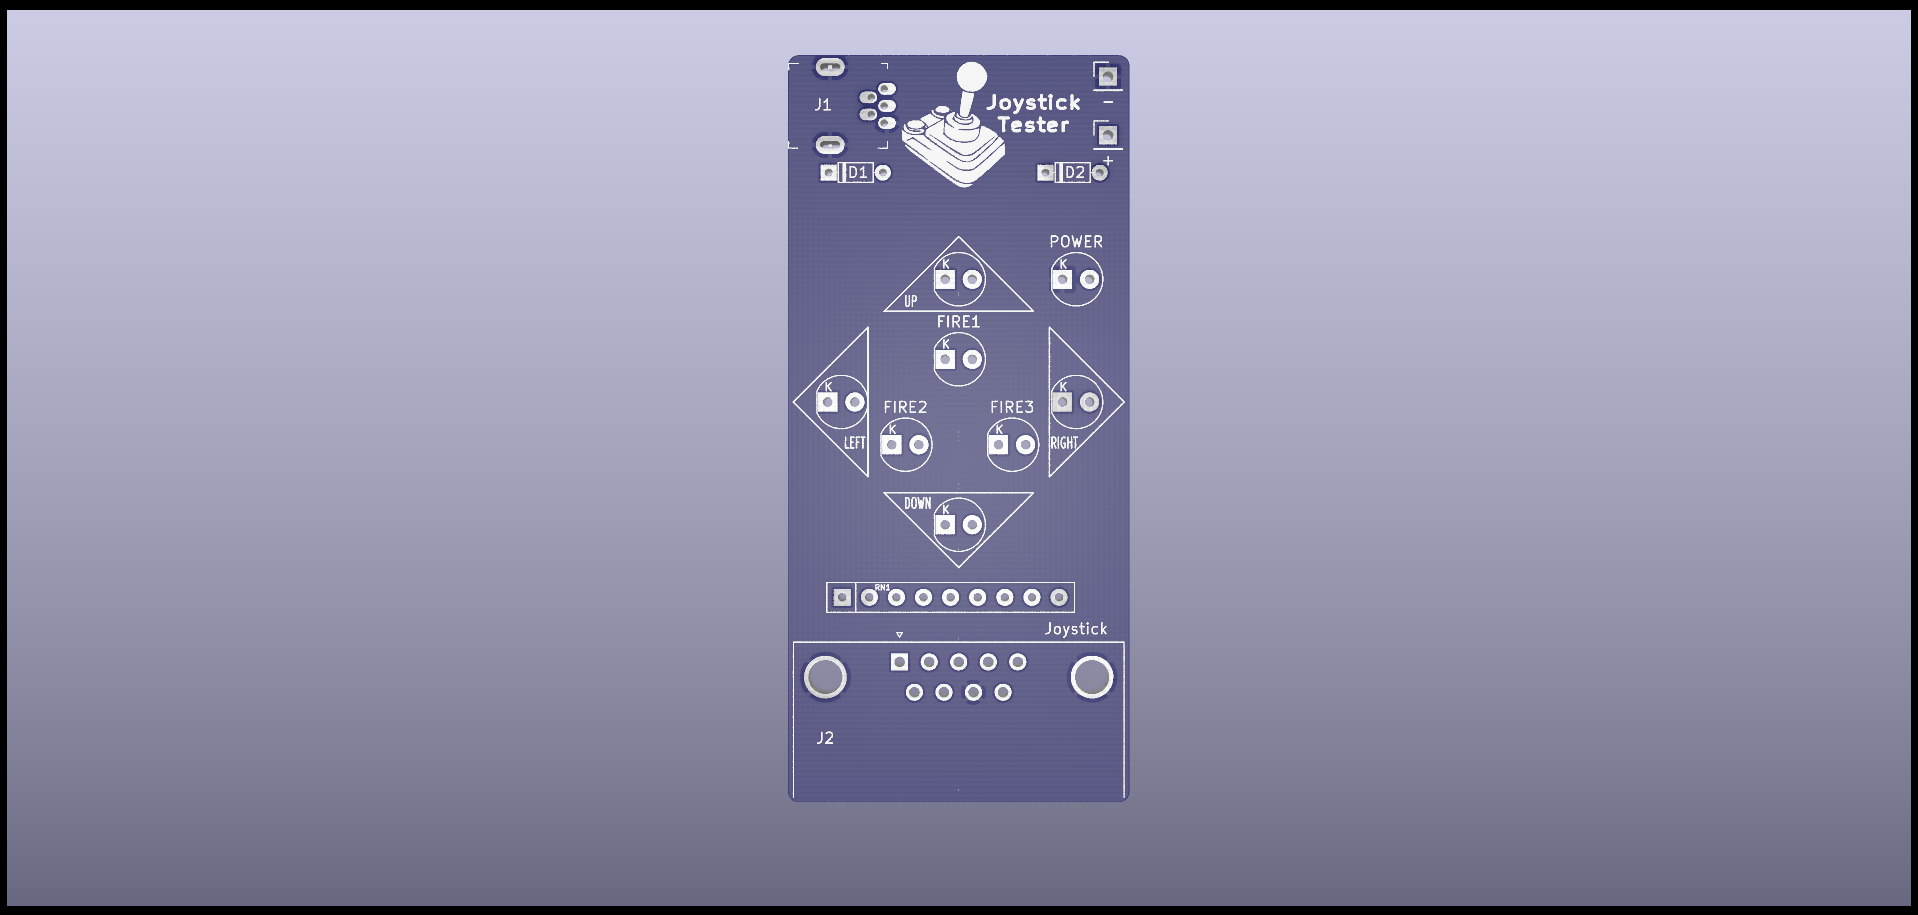 J1
Joystick
Tester
−
+
D1
D2
POWER
K
K
UP
FIRE1
K
K
K
FIRE2
FIRE3
K
K
LEFT
RIGHT
DOWN
K
RN1
Joystick
J2